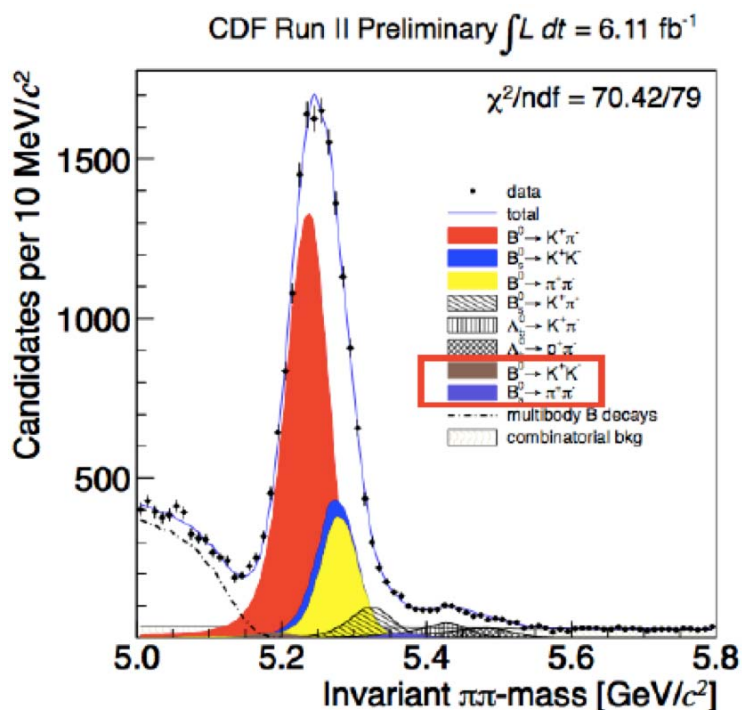 CDF Run II Preliminary ∫L dt = 6.11 fb⁻¹
Candidates per 10 MeV/c²
1500
1000
500
χ²/ndf = 70.42/79
data
total
B⁰→K⁺π⁻
B⁰ₛ→K⁺K⁻
B⁰→π⁺π⁻
B⁰ₛ→K⁺π⁻
Λ⁰_b→K⁺π⁻
Λ⁰_b→p⁺π⁻
B⁰→K⁺K⁻
B⁰ₛ→π⁺π⁻
multibody B decays
combinatorial bkg
5.0 5.2 5.4 5.6 5.8
Invariant ππ-mass [GeV/c²]